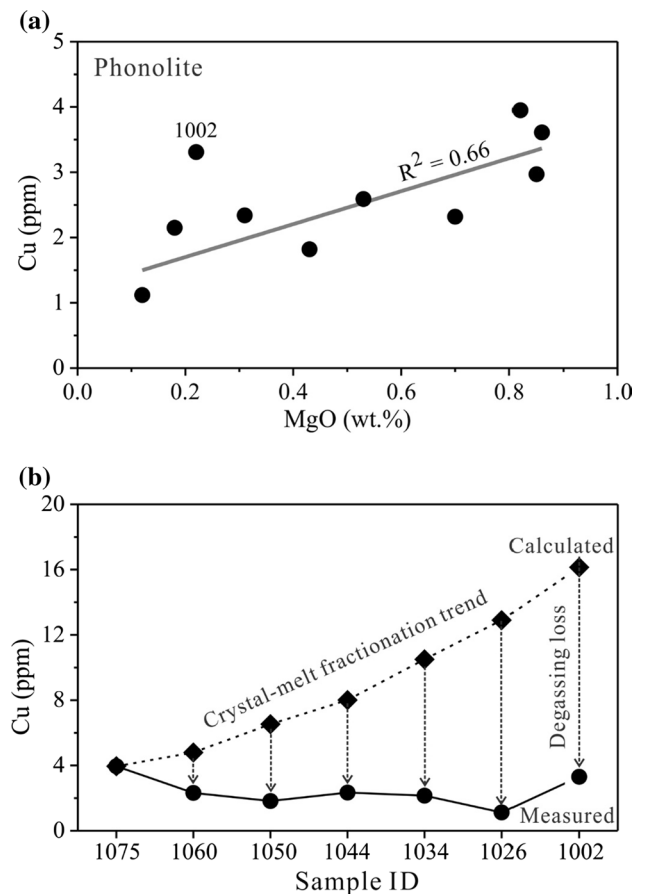 (a)
5
4
3
2
1
0
Cu (ppm)
Phonolite
1002
R² = 0.66
0.0 0.2 0.4 0.6 0.8 1.0
MgO (wt.%)
(b)
20
16
12
8
4
0
Cu (ppm)
Calculated
Crystal-melt fractionation trend
Degassing loss
Measured
1075 1060 1050 1044 1034 1026 1002
Sample ID